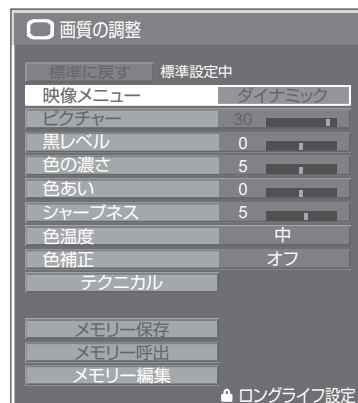 画質の調整
標準に戻す 標準設定中
映像メニュー ダイナミック
ピクチャー 30
黒レベル 0
色の濃さ 5
色あい 0
シャープネス 5
色温度 中
色補正 オフ
テクニカル
メモリー保存
メモリー呼出
メモリー編集
ロングライフ設定